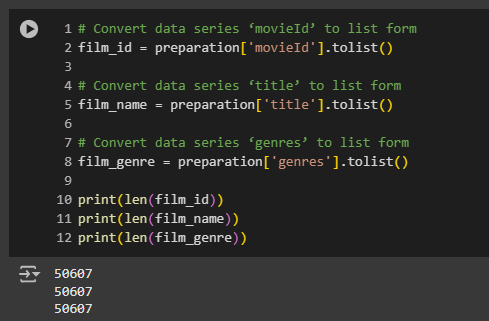 1 # Convert data series ‘movieId’ to list form
2 film_id = preparation['movieId'].tolist()
3
4 # Convert data series ‘title’ to list form
5 film_name = preparation['title'].tolist()
6
7 # Convert data series ‘genres’ to list form
8 film_genre = preparation['genres'].tolist()
9
10 print(len(film_id))
11 print(len(film_name))
12 print(len(film_genre))
50607
50607
50607